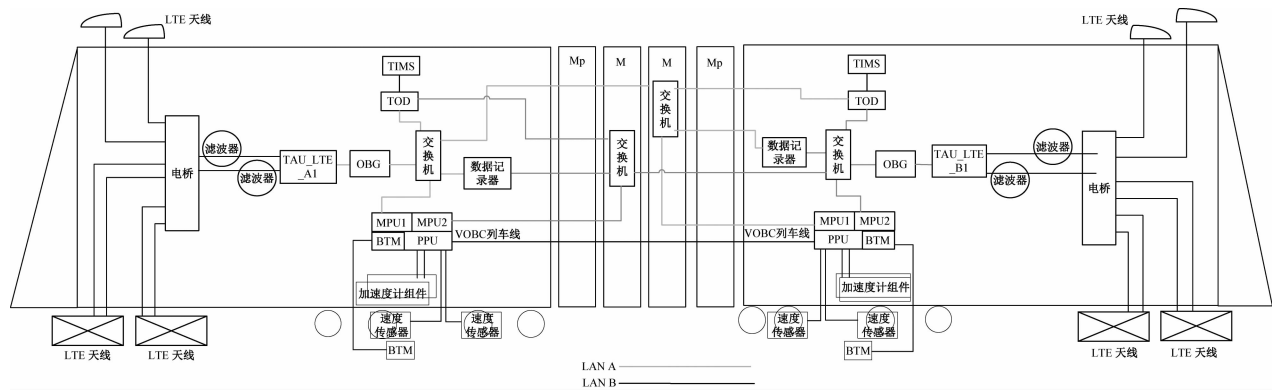 LTE 天线
LTE 天线
Mp
M
M
Mp
TIMS
TOD
TIMS
TOD
交换机
交换机
交换机
交换机
滤波器
滤波器
电桥
TAU_LTE
_A1
OBG
数据记
录器
数据记
录器
OBG
TAU_LTE
_B1
滤波器
滤波器
电桥
MPU1
MPU2
BTM
PPU
VOBC列车线
VOBC列车线
MPU1
MPU2
PPU
BTM
加速度计组件
加速度计组件
速度
传感器
速度
传感器
速度
传感器
速度
传感器
BTM
BTM
LTE 天线
LTE 天线
LTE 天线
LTE 天线
LAN A
LAN B